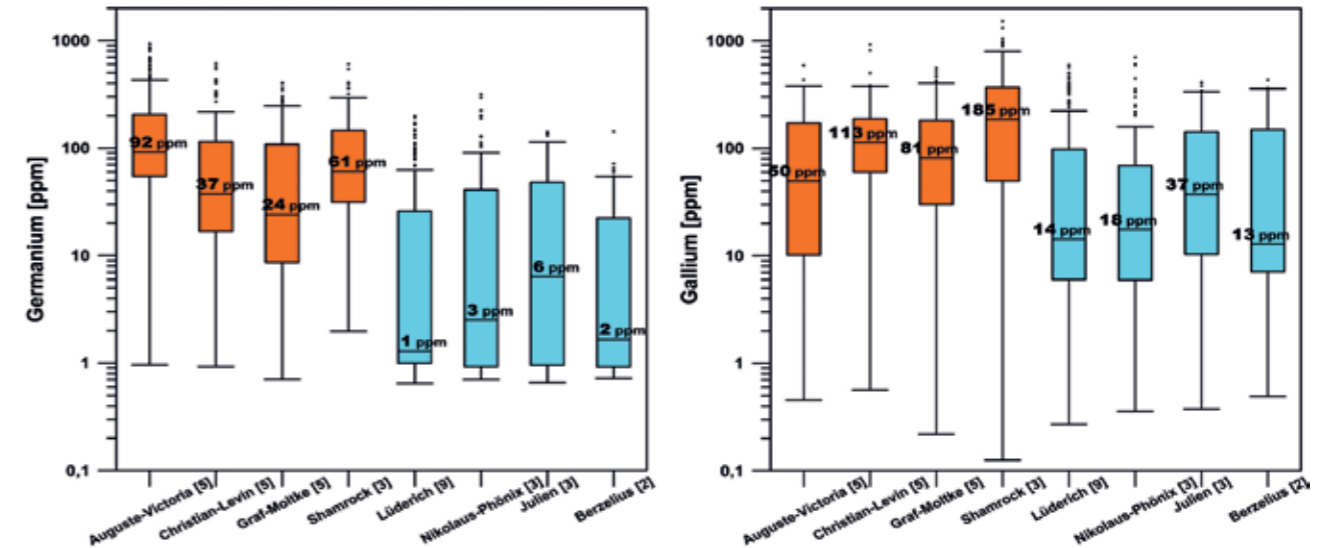 Germanium [ppm]
1000
100
10
1
0,1
92 ppm
37 ppm
24 ppm
61 ppm
1 ppm
3 ppm
6 ppm
2 ppm
Auguste-Victoria [5]
Christian-Levin [5]
Graf-Moltke [5]
Shamrock [3]
Lüderich [9]
Nikolaus-Phönix [3]
Julien [3]
Berzelius [2]
Gallium [ppm]
1000
100
10
1
0,1
50 ppm
113 ppm
81 ppm
185 ppm
14 ppm
18 ppm
37 ppm
13 ppm
Auguste-Victoria [5]
Christian-Levin [5]
Graf-Moltke [5]
Shamrock [3]
Lüderich [9]
Nikolaus-Phönix [3]
Julien [3]
Berzelius [2]